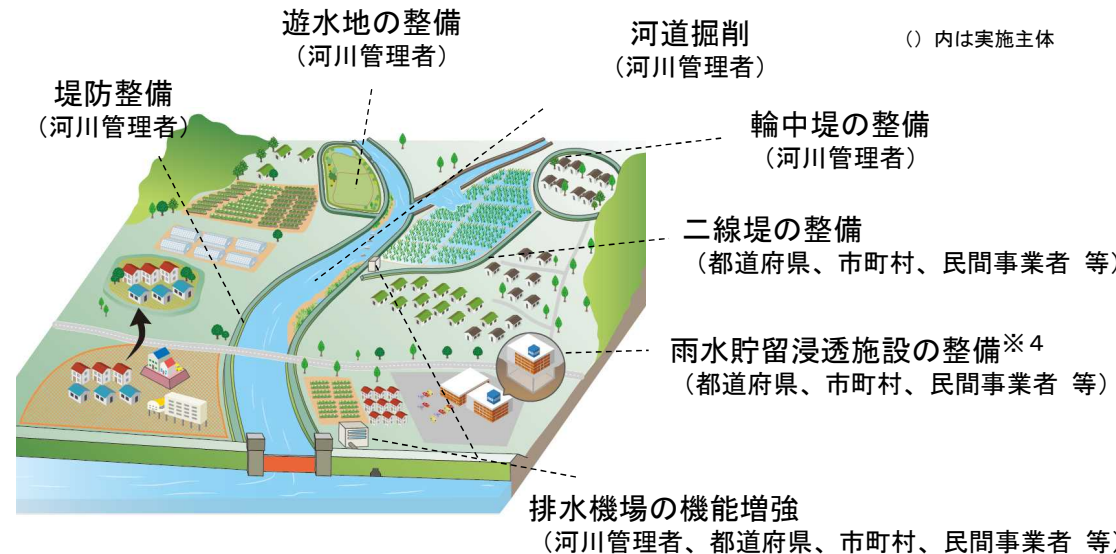 遊水地の整備
（河川管理者）
河道掘削
（河川管理者）
（）内は実施主体
堤防整備
（河川管理者）
輪中堤の整備
（河川管理者）
二線堤の整備
（都道府県、市町村、民間事業者 等）
雨水貯留浸透施設の整備※４
（都道府県、市町村、民間事業者 等）
排水機場の機能増強
（河川管理者、都道府県、市町村、民間事業者 等）